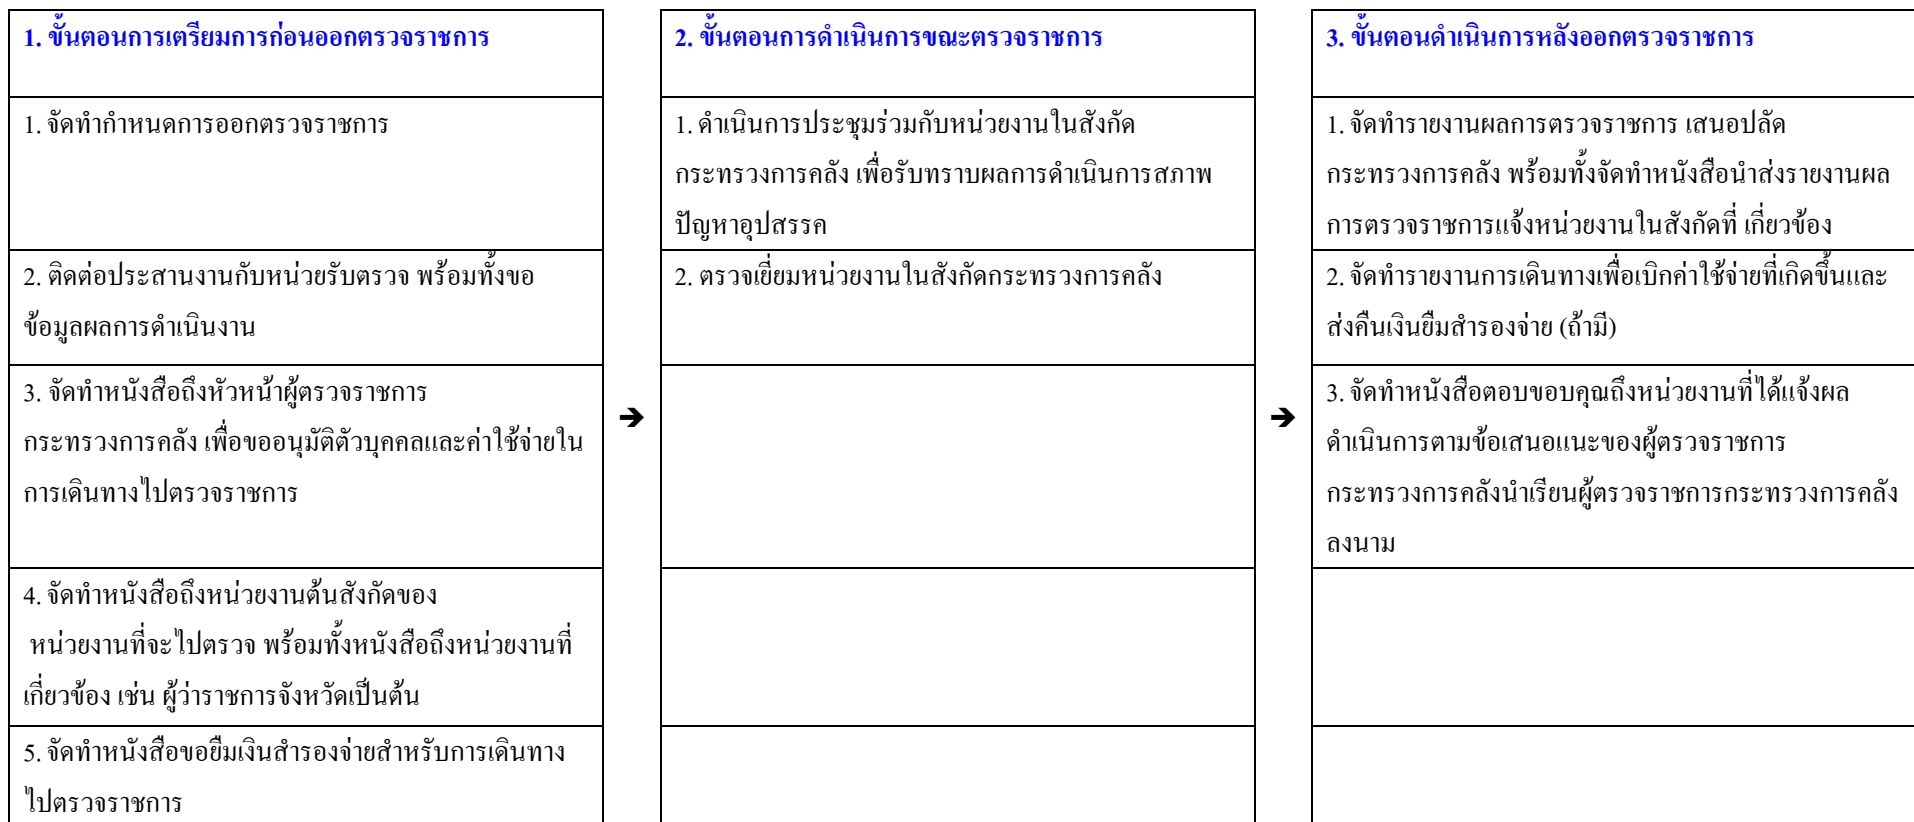 1. ขั้นตอนการเตรียมการก่อนออกตรวจราชการ
1. จัดทำกำหนดการออกตรวจราชการ
2. ติดต่อประสานงานกับหน่วยรับตรวจ พร้อมทั้งขอ
ข้อมูลผลการดำเนินงาน
3. จัดทำหนังสือถึงหัวหน้าผู้ตรวจราชการ
กระทรวงการคลัง เพื่อขออนุมัติตัวบุคคลและค่าใช้จ่ายใน
การเดินทางไปตรวจราชการ
4. จัดทำหนังสือถึงหน่วยงานต้นสังกัดของ
หน่วยงานที่จะไปตรวจ พร้อมทั้งหนังสือถึงหน่วยงานที่
เกี่ยวข้อง เช่น ผู้ว่าราชการจังหวัดเป็นต้น
5. จัดทำหนังสือขอยืมเงินสำรองจ่ายสำหรับการเดินทาง
ไปตรวจราชการ
➔
2. ขั้นตอนการดำเนินการขณะตรวจราชการ
1. ดำเนินการประชุมร่วมกับหน่วยงานในสังกัด
กระทรวงการคลัง เพื่อรับทราบผลการดำเนินการสภาพ
ปัญหาอุปสรรค
2. ตรวจเยี่ยมหน่วยงานในสังกัดกระทรวงการคลัง
➔
3. ขั้นตอนดำเนินการหลังออกตรวจราชการ
1. จัดทำรายงานผลการตรวจราชการ เสนอปลัด
กระทรวงการคลัง พร้อมทั้งจัดทำหนังสือนำส่งรายงานผล
การตรวจราชการแจ้งหน่วยงานในสังกัดที่ เกี่ยวข้อง
2. จัดทำรายงานการเดินทางเพื่อเบิกค่าใช้จ่ายที่เกิดขึ้นและ
ส่งคืนเงินยืมสำรองจ่าย (ถ้ามี)
3. จัดทำหนังสือตอบขอบคุณถึงหน่วยงานที่ได้แจ้งผล
ดำเนินการตามข้อเสนอแนะของผู้ตรวจราชการ
กระทรวงการคลังนำเรียนผู้ตรวจราชการกระทรวงการคลัง
ลงนาม